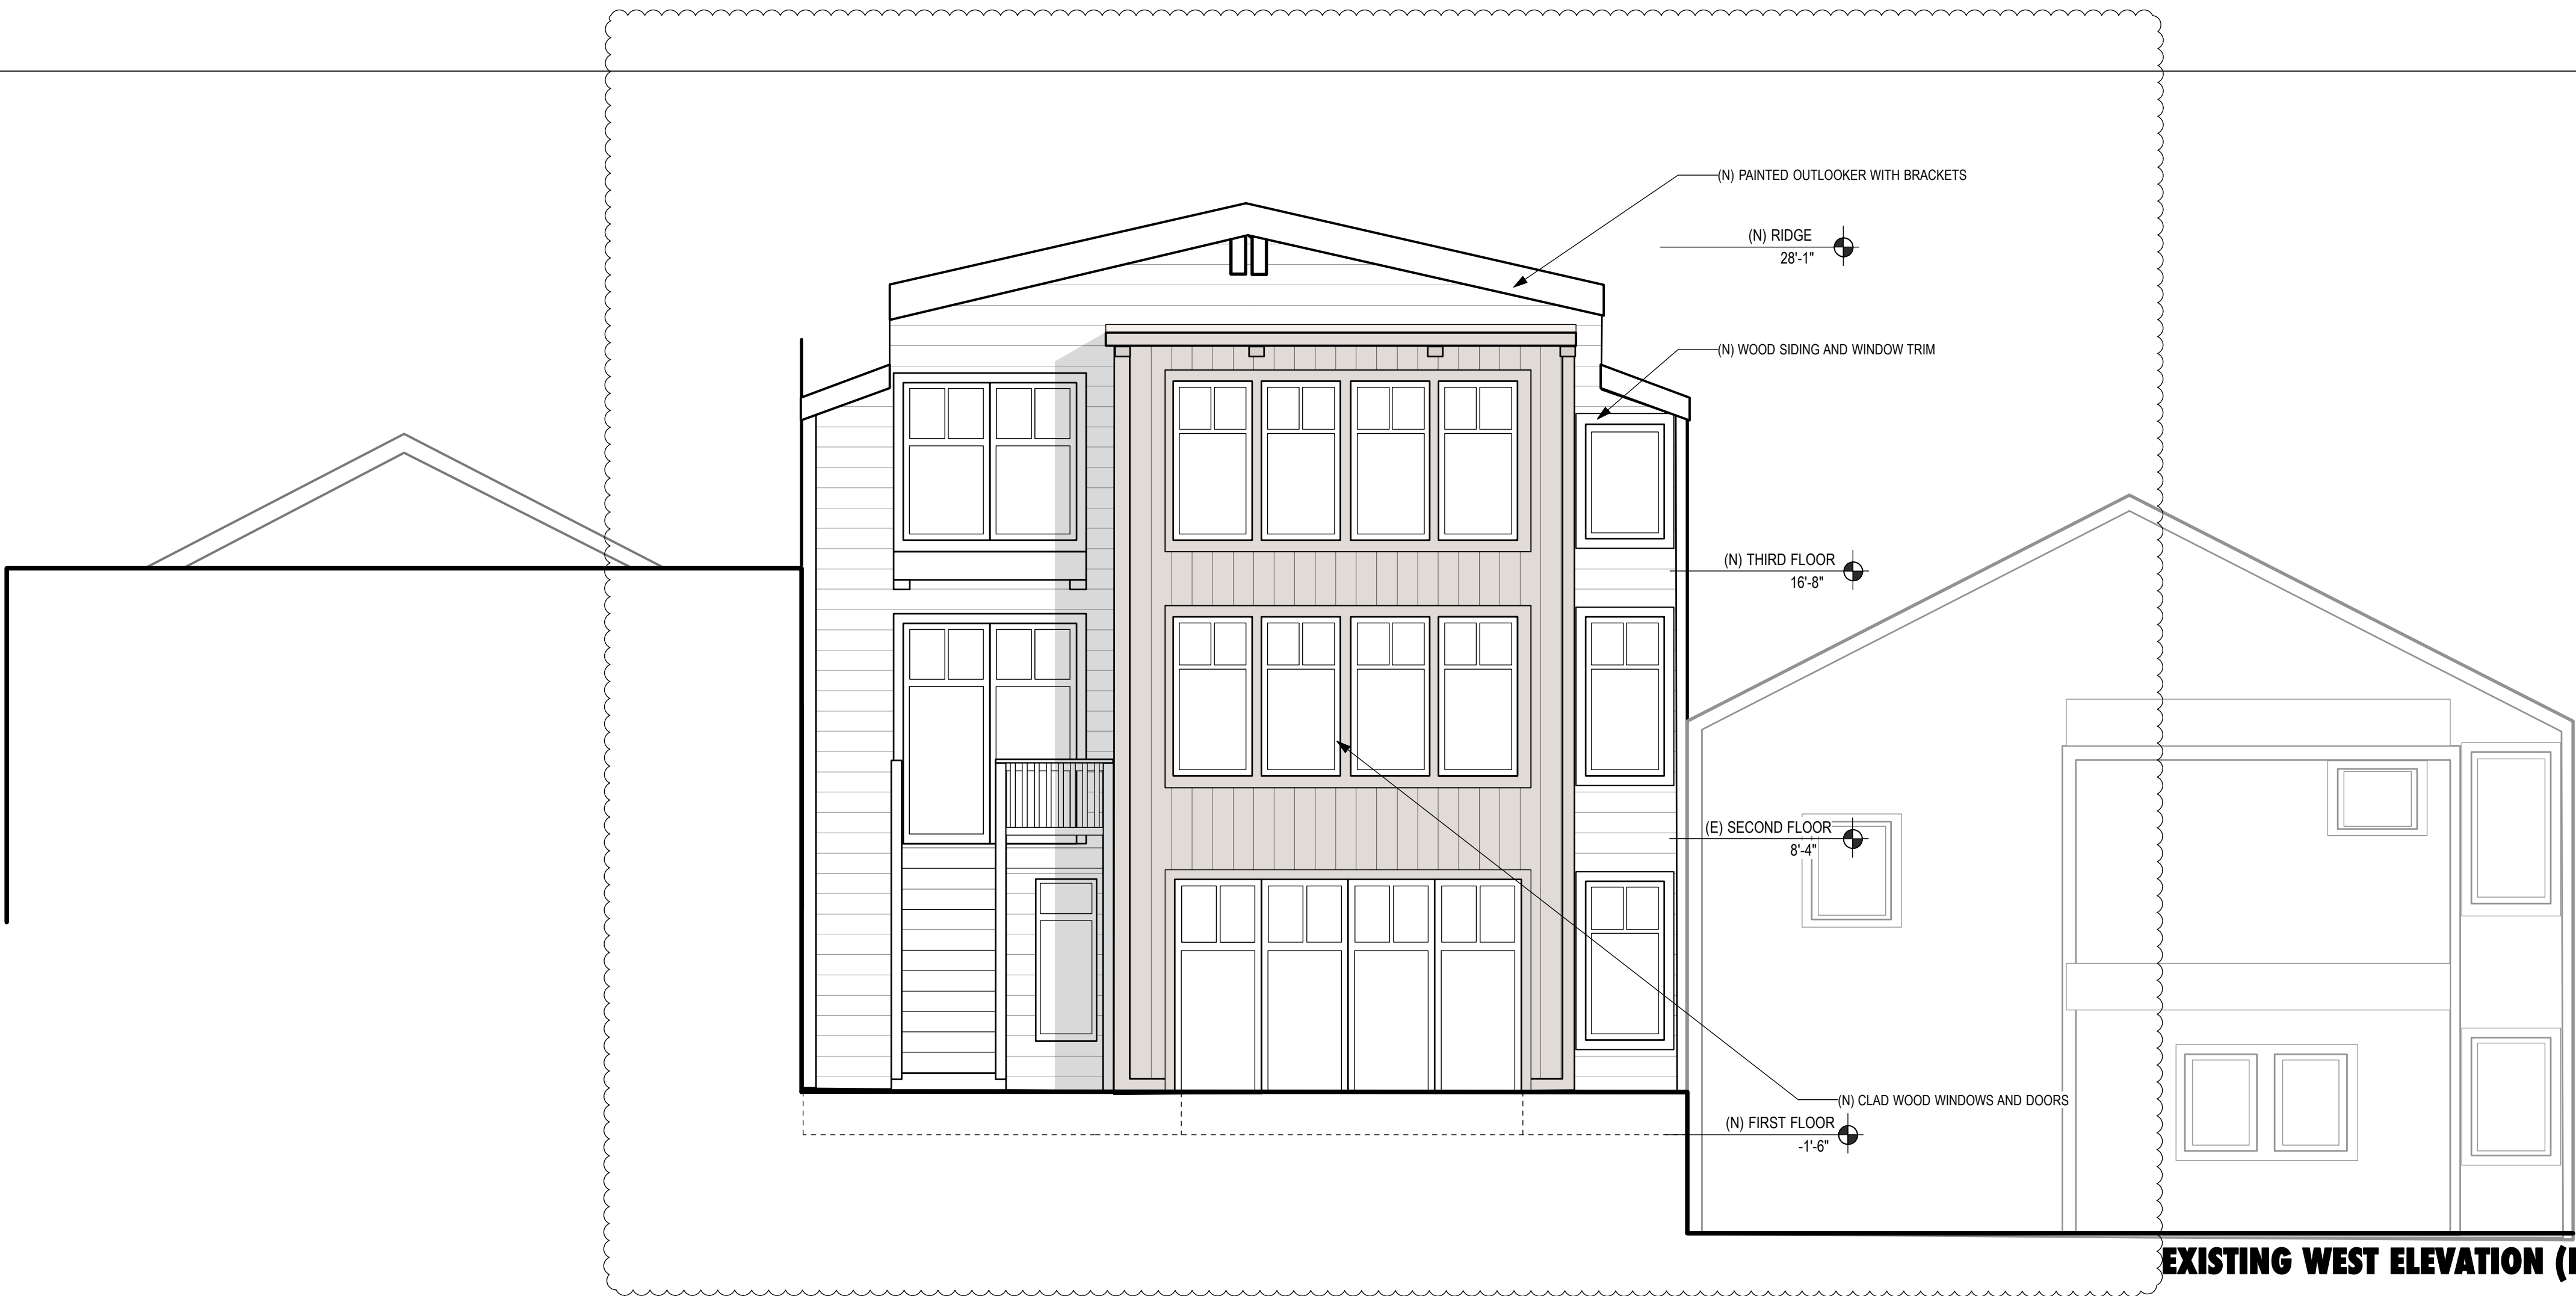 (N) PAINTED OUTLOOKER WITH BRACKETS
(N) RIDGE
28'-1"
(N) WOOD SIDING AND WINDOW TRIM
(N) THIRD FLOOR
16'-8"
(E) SECOND FLOOR
8'-4"
(N) CLAD WOOD WINDOWS AND DOORS
(N) FIRST FLOOR
-1'-6"
EXISTING WEST ELEVATION (